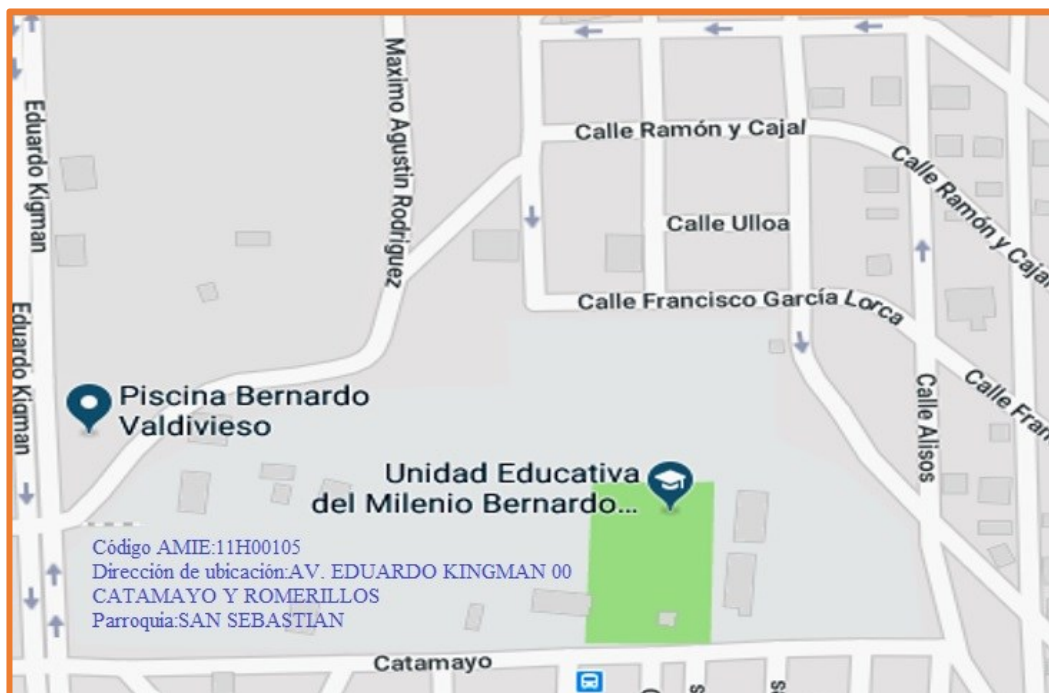 Eduardo Kigman
Eduardo Kigman
Maximo Agustin Rodriguez
Calle Ramón y Cajal
Calle Ramón y Cajal
Calle Ulloa
Calle Francisco García Lorca
Calle Fran
Calle Alisos
Piscina Bernardo
Valdivieso
Unidad Educativa
del Milenio Bernardo...
Código AMIE:11H00105
Dirección de ubicación:AV. EDUARDO KINGMAN 00
CATAMAYO Y ROMERILLOS
Parroquia:SAN SEBASTIAN
Catamayo